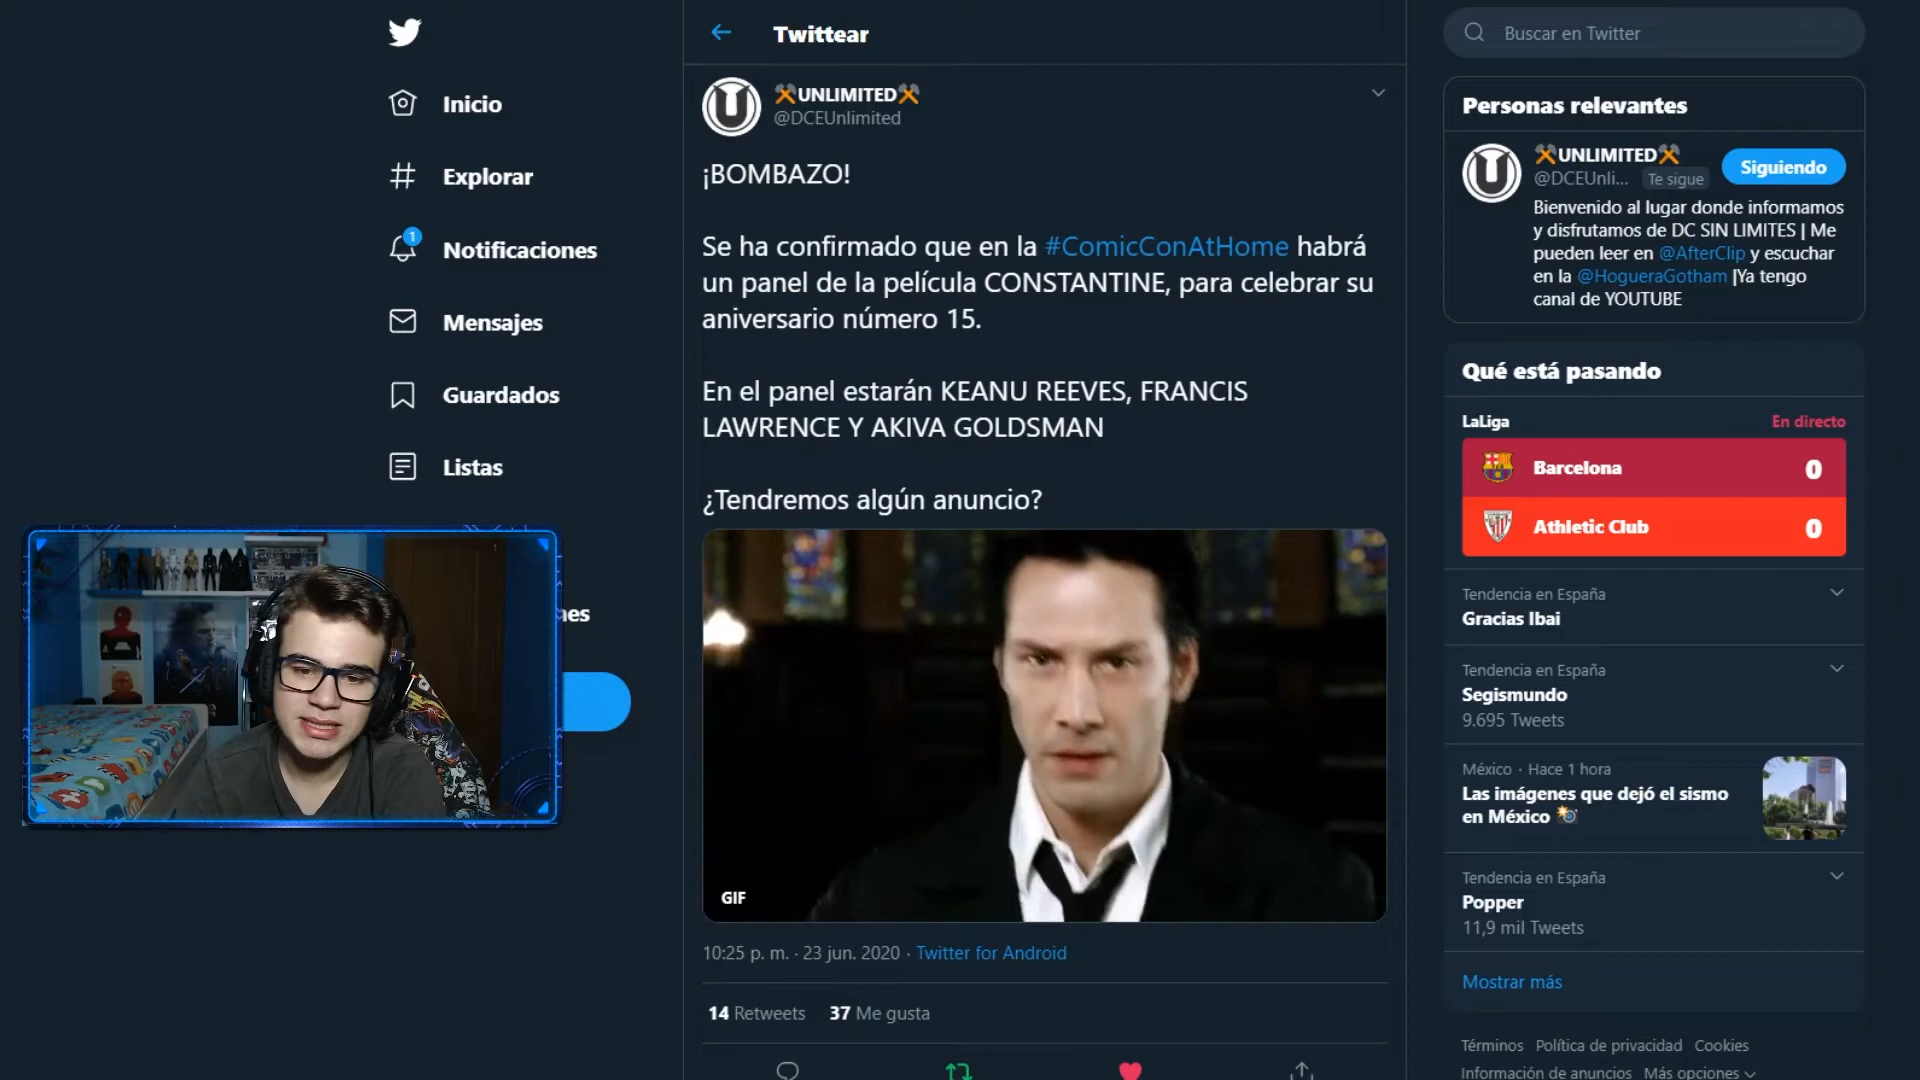 Inicio
Explorar
1
Notificaciones
Mensajes
Guardados
Listas
nes
Twittear
UNLIMITED
@DCEUnlimited
¡BOMBAZO!
Se ha confirmado que en la #ComicConAtHome habrá
un panel de la película CONSTANTINE, para celebrar su
aniversario número 15.
En el panel estarán KEANU REEVES, FRANCIS
LAWRENCE Y AKIVA GOLDSMAN
¿Tendremos algún anuncio?
GIF
10:25 p. m. · 23 jun. 2020 · Twitter for Android
14 Retweets 37 Me gusta
Buscar en Twitter
Personas relevantes
UNLIMITED
@DCEUnli... Te sigue
Siguiendo
Bienvenido al lugar donde informamos
y disfrutamos de DC SIN LIMITES | Me
pueden leer en @AfterClip y escuchar
en la @HogueraGotham |Ya tengo
canal de YOUTUBE
Qué está pasando
LaLiga En directo
Barcelona 0
Athletic Club 0
Tendencia en España
Gracias Ibai
Tendencia en España
Segismundo
9.695 Tweets
México · Hace 1 hora
Las imágenes que dejó el sismo
en México
Tendencia en España
Popper
11,9 mil Tweets
Mostrar más
Términos Política de privacidad Cookies
Información de anuncios Más opciones